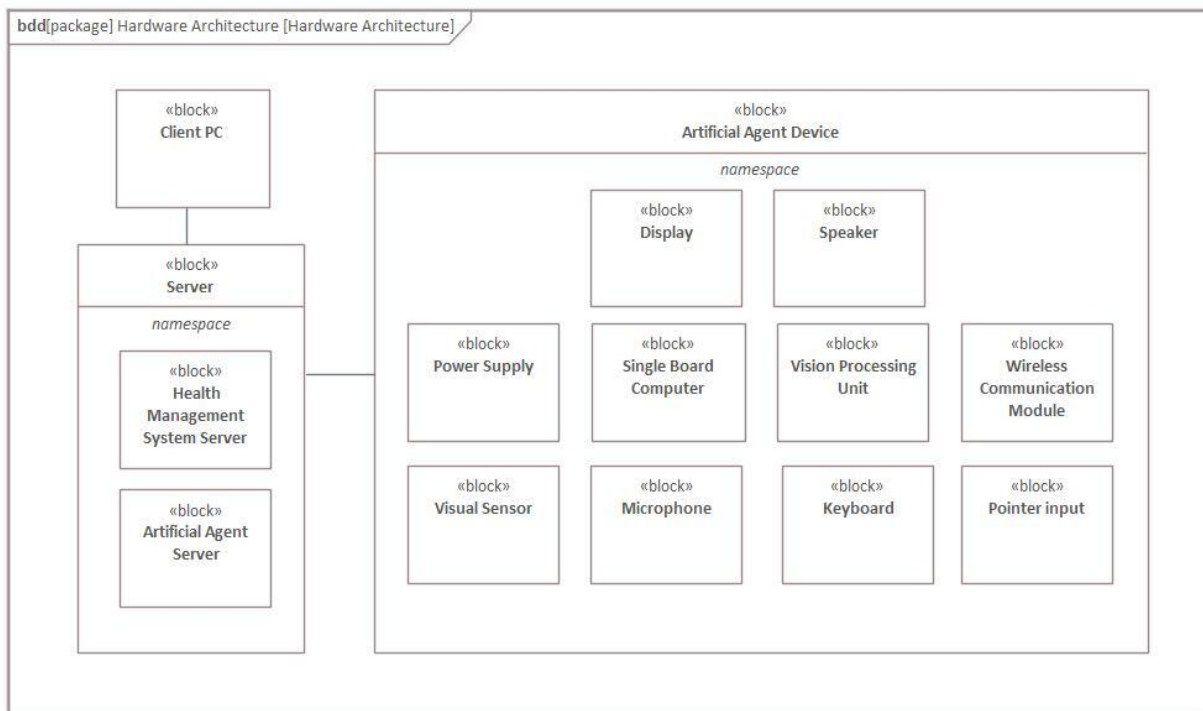 bdd[package] Hardware Architecture [Hardware Architecture]
«block»
Client PC
«block»
Server
namespace
«block»
Health
Management
System Server
«block»
Artificial Agent
Server
«block»
Artificial Agent Device
namespace
«block»
Display
«block»
Speaker
«block»
Power Supply
«block»
Single Board
Computer
«block»
Vision Processing
Unit
«block»
Wireless
Communication
Module
«block»
Visual Sensor
«block»
Microphone
«block»
Keyboard
«block»
Pointer input